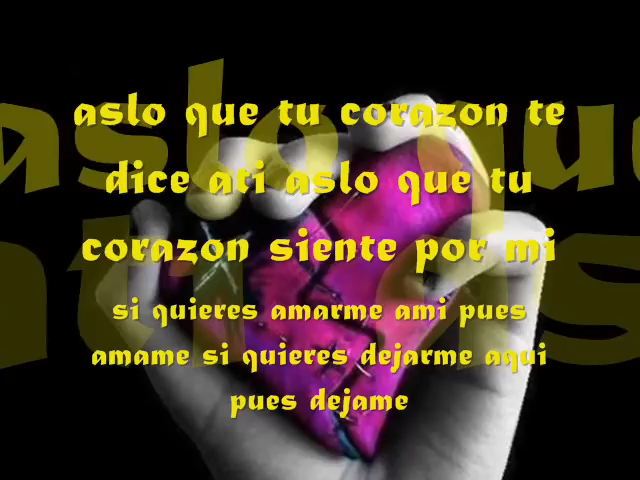 aslo que tu corazon te
dice ati aslo que tu
corazon siente por mi
si quieres amarme ami pues
amame si quieres dejarme aqui
pues dejame